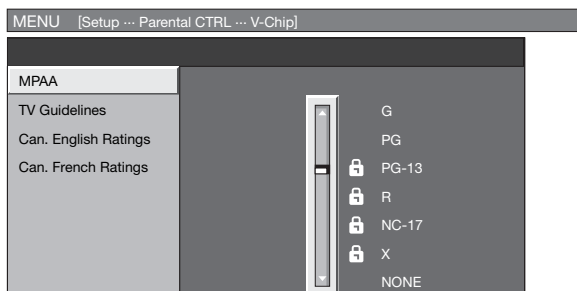 MENU [Setup ··· Parental CTRL ··· V-Chip]
MPAA
TV Guidelines
Can. English Ratings
Can. French Ratings
G
PG
PG-13
R
NC-17
X
NONE